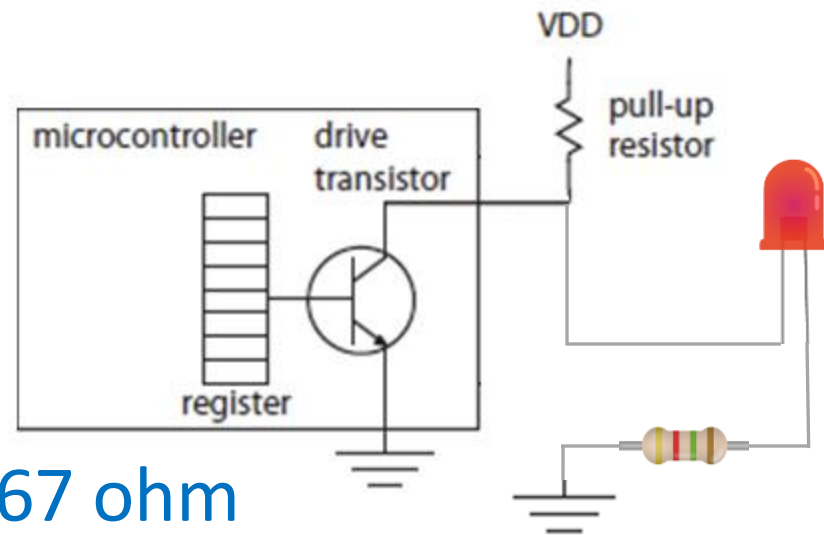 VDD
pull-up
resistor
microcontroller
drive
transistor
register
67 ohm